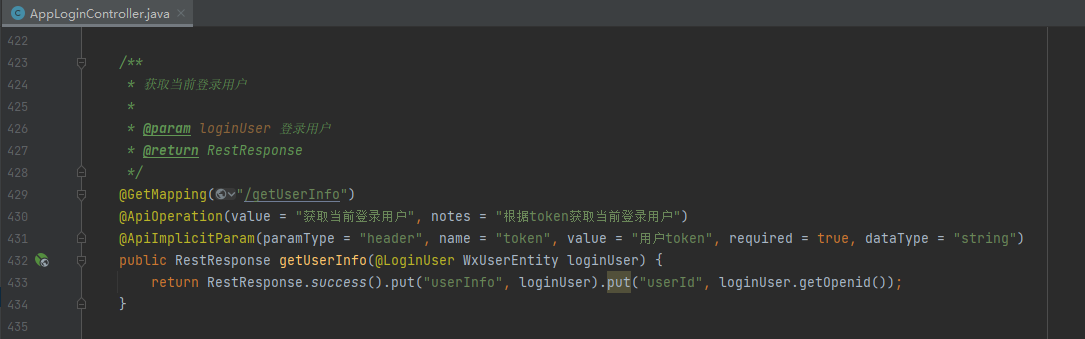 AppLoginController.java
422
423 /**
424 * 获取当前登录用户
425 *
426 * @param loginUser 登录用户
427 * @return RestResponse
428 */
429 @GetMapping("/getUserInfo")
430 @ApiOperation(value = "获取当前登录用户", notes = "根据token获取当前登录用户")
431 @ApiImplicitParam(paramType = "header", name = "token", value = "用户token", required = true, dataType = "string")
432 public RestResponse getUserInfo(@LoginUser WxUserEntity loginUser) {
433 return RestResponse.success().put("userInfo", loginUser).put("userId", loginUser.getOpenid());
434 }
435